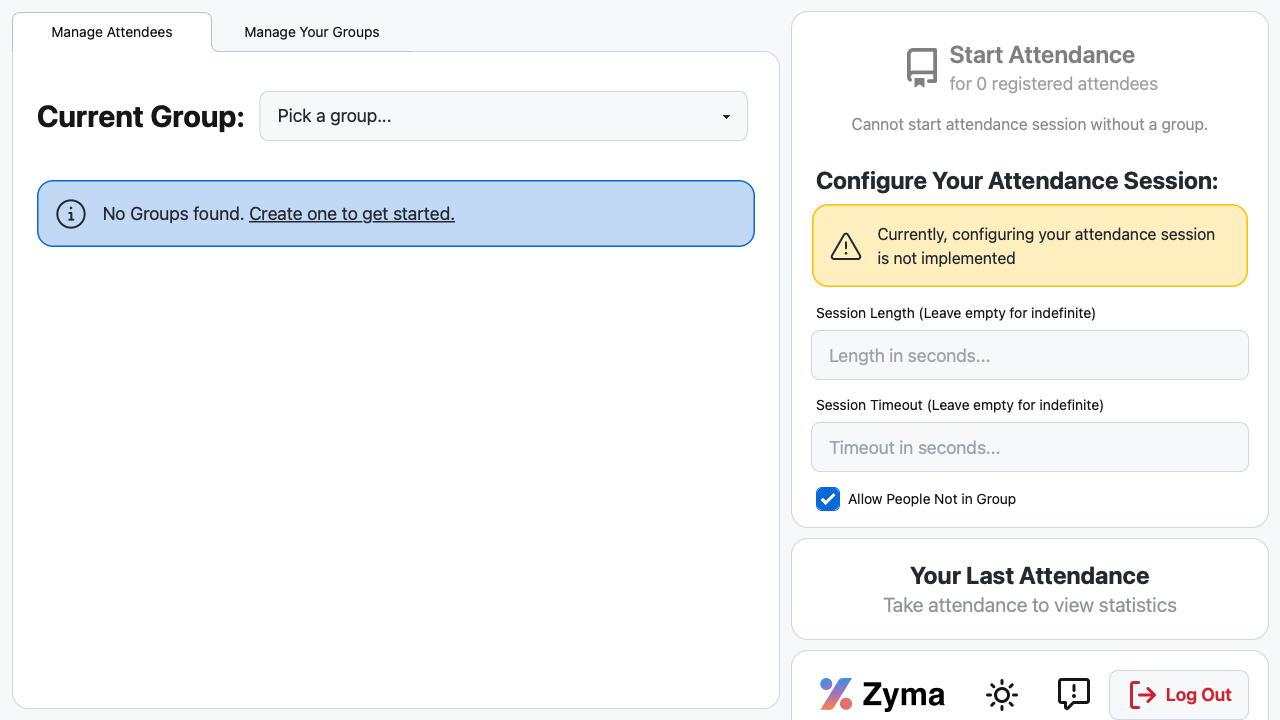 Manage Attendees
Manage Your Groups
Current Group:
Pick a group...
No Groups found. Create one to get started.
Start Attendance
for 0 registered attendees
Cannot start attendance session without a group.
Configure Your Attendance Session:
Currently, configuring your attendance session
is not implemented
Session Length (Leave empty for indefinite)
Length in seconds...
Session Timeout (Leave empty for indefinite)
Timeout in seconds...
Allow People Not in Group
Your Last Attendance
Take attendance to view statistics
Zyma
Log Out